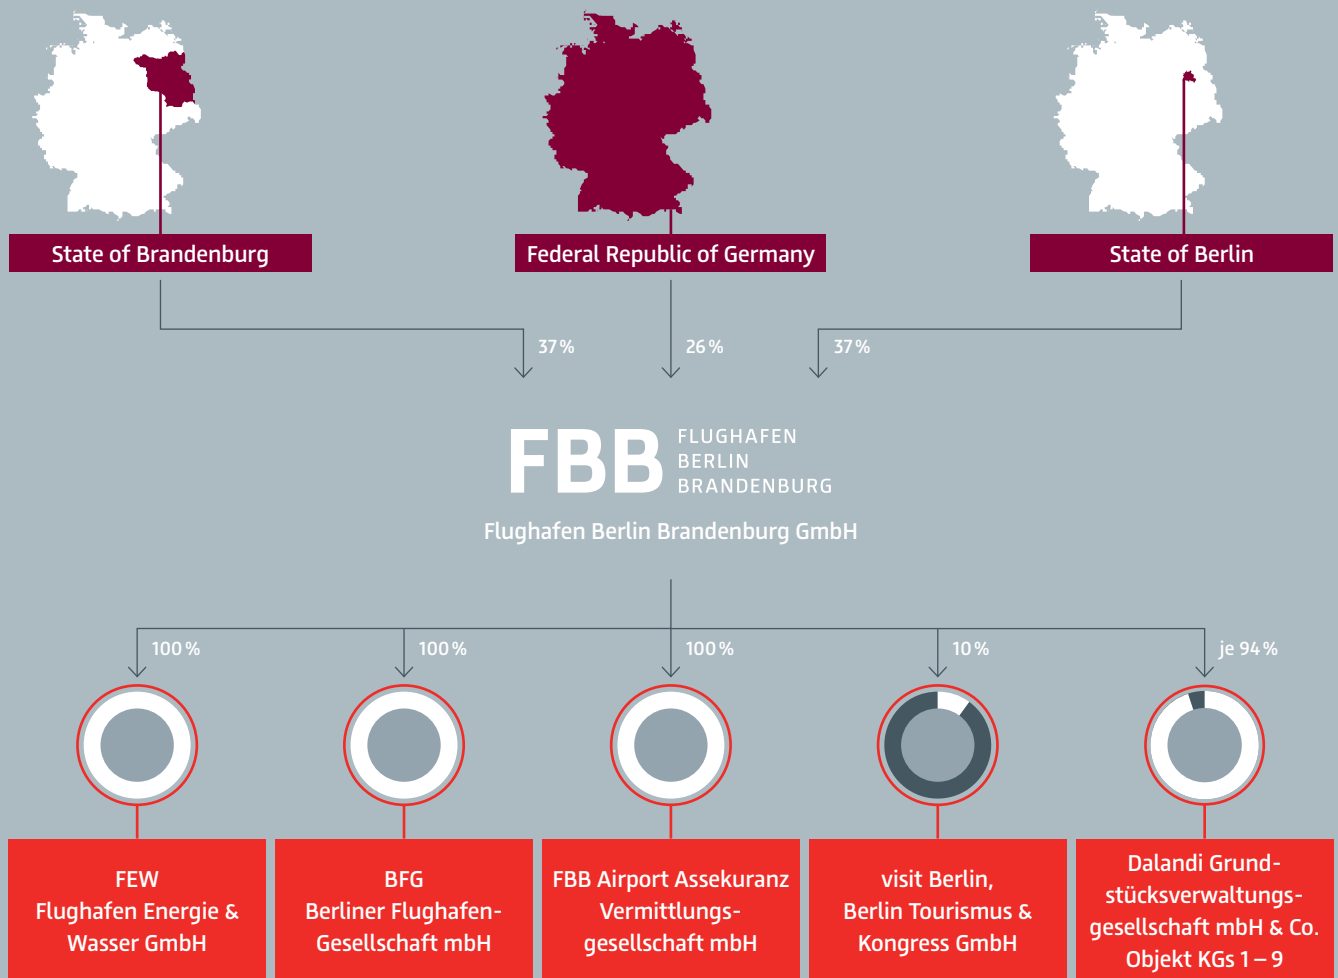 State of Brandenburg
Federal Republic of Germany
State of Berlin
37 %
26 %
37 %
FBB
FLUGHAFEN
BERLIN
BRANDENBURG
Flughafen Berlin Brandenburg GmbH
100 %
100 %
100 %
10 %
je 94 %
FEW
Flughafen Energie &
Wasser GmbH
BFG
Berliner Flughafen-
Gesellschaft mbH
FBB Airport Assekuranz
Vermittlungs-
gesellschaft mbH
visit Berlin,
Berlin Tourismus &
Kongress GmbH
Dalandi Grund-
stücksverwaltungs-
gesellschaft mbH & Co.
Objekt KGs 1 – 9